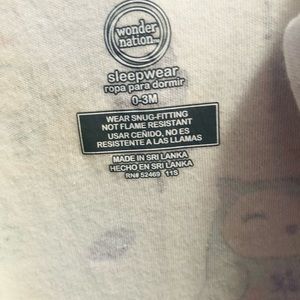 wonder
nation™
sleepwear
ropa para dormir
0-3M
WEAR SNUG-FITTING
NOT FLAME RESISTANT
USAR CEÑIDO, NO ES
RESISTENTE A LAS LLAMAS
MADE IN SRI LANKA
HECHO EN SRI LANKA
RN# 52469 11S